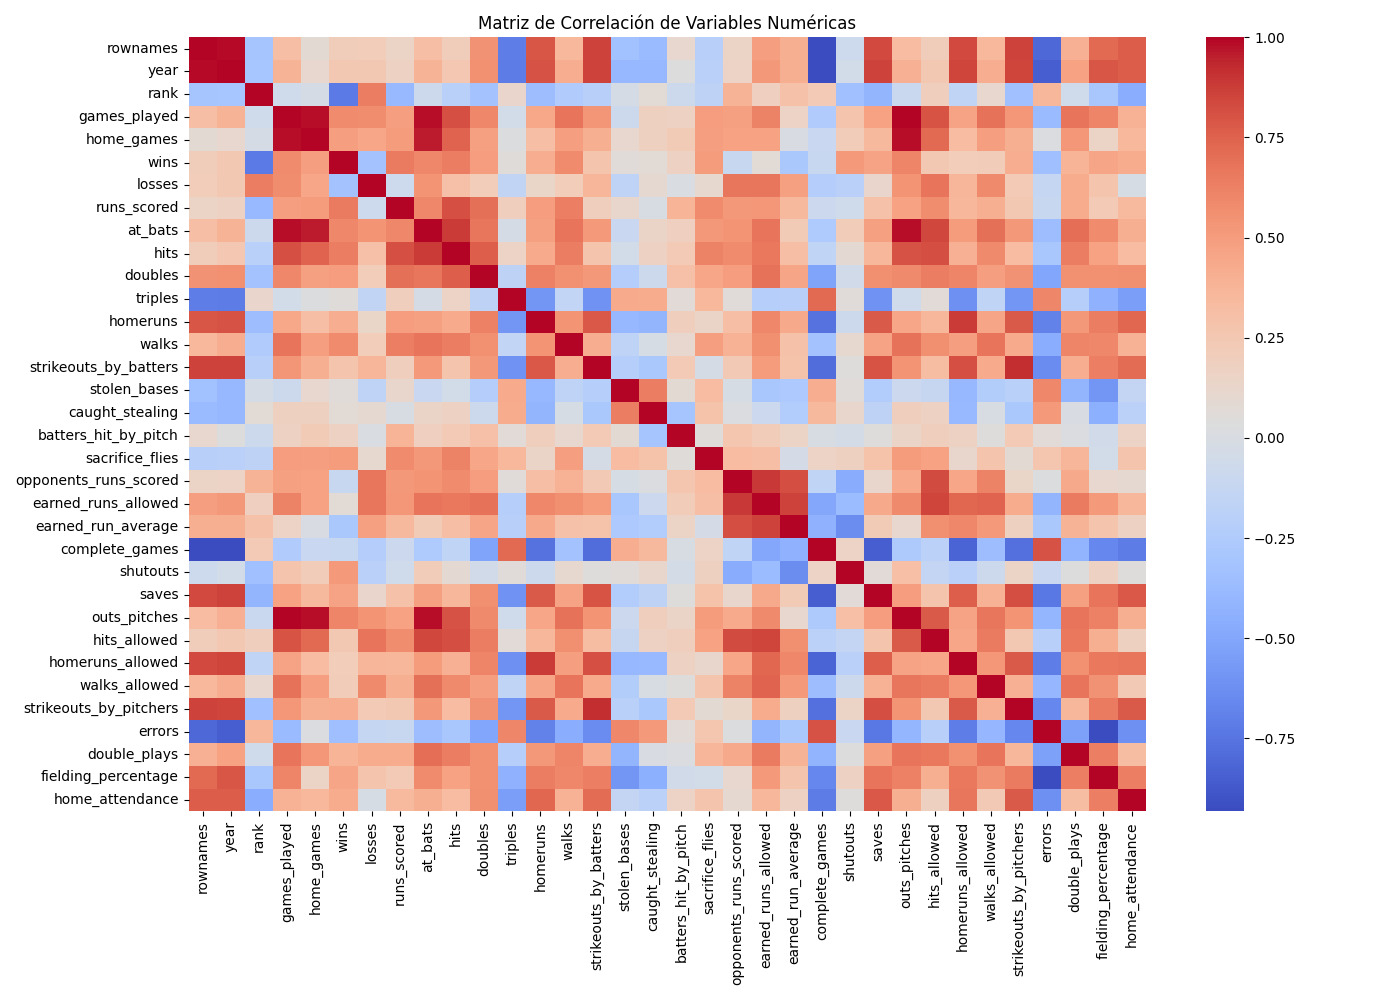 Matriz de Correlación de Variables Numéricas
rownames
year
rank
games_played
home_games
wins
losses
runs_scored
at_bats
hits
doubles
triples
homeruns
walks
strikeouts_by_batters
stolen_bases
caught_stealing
batters_hit_by_pitch
sacrifice_flies
opponents_runs_scored
earned_runs_allowed
earned_run_average
complete_games
shutouts
saves
outs_pitches
hits_allowed
homeruns_allowed
walks_allowed
strikeouts_by_pitchers
errors
double_plays
fielding_percentage
home_attendance
rownames
year
rank
games_played
home_games
wins
losses
runs_scored
at_bats
hits
doubles
triples
homeruns
walks
strikeouts_by_batters
stolen_bases
caught_stealing
batters_hit_by_pitch
sacrifice_flies
opponents_runs_scored
earned_runs_allowed
earned_run_average
complete_games
shutouts
saves
outs_pitches
hits_allowed
homeruns_allowed
walks_allowed
strikeouts_by_pitchers
errors
double_plays
fielding_percentage
home_attendance
1.00
0.75
0.50
0.25
0.00
−0.25
−0.50
−0.75